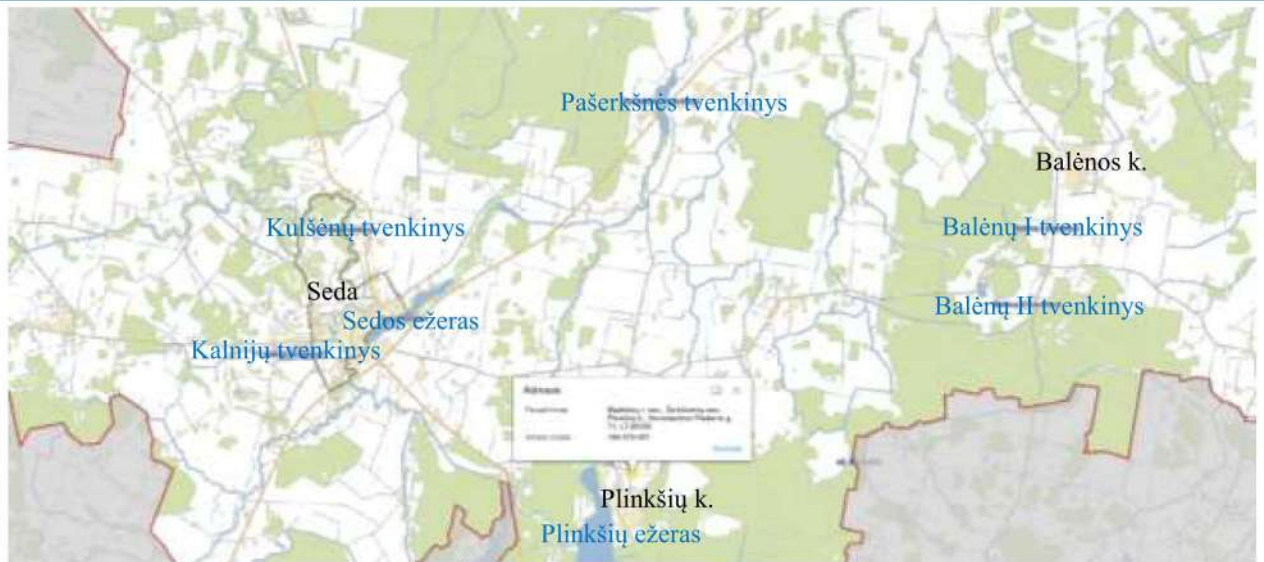 Pašerkšnės tvenkinys
Balėnos k.
Kulšėnų tvenkinys
Balėnų I tvenkinys
Seda
Sedos ežeras
Balėnų II tvenkinys
Kalnijų tvenkinys
Adresas
Plinkšių k.
Plinkšių ežeras